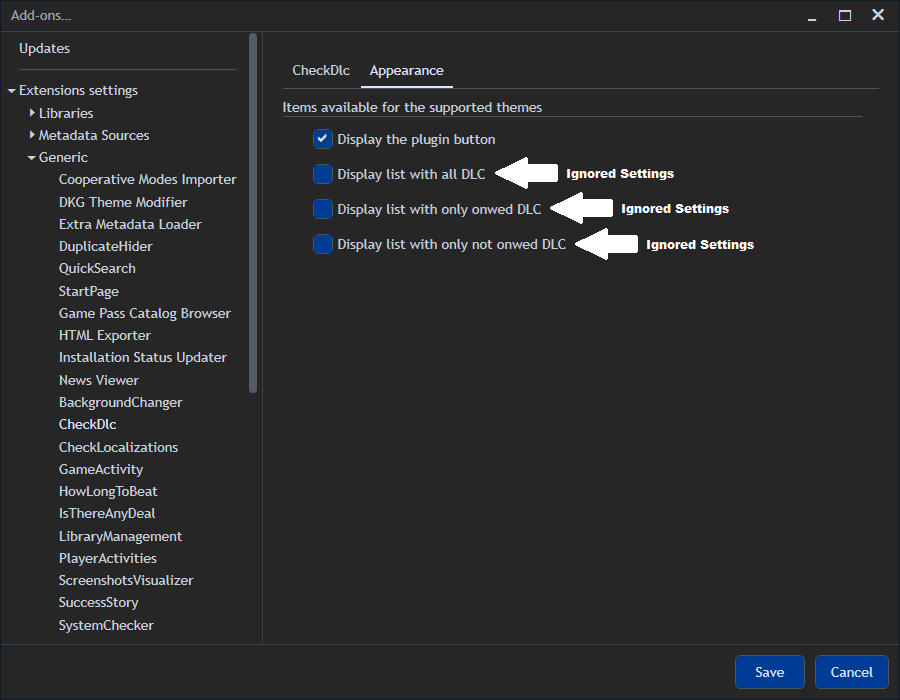 Add-ons...
Updates
Extensions settings
Libraries
Metadata Sources
Generic
Cooperative Modes Importer
DKG Theme Modifier
Extra Metadata Loader
DuplicateHider
QuickSearch
StartPage
Game Pass Catalog Browser
HTML Exporter
Installation Status Updater
News Viewer
BackgroundChanger
CheckDlc
CheckLocalizations
GameActivity
HowLongToBeat
IsThereAnyDeal
LibraryManagement
PlayerActivities
ScreenshotsVisualizer
SuccessStory
SystemChecker
CheckDlc Appearance
Items available for the supported themes
Display the plugin button
Display list with all DLC Ignored Settings
Display list with only onwed DLC Ignored Settings
Display list with only not onwed DLC Ignored Settings
Save Cancel